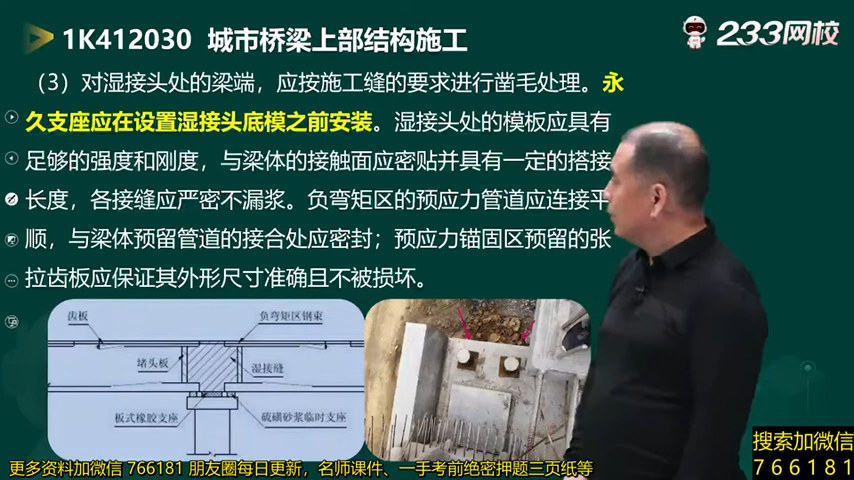 1K412030 城市桥梁上部结构施工
233网校
（3）对湿接头处的梁端，应按施工缝的要求进行凿毛处理。永
久支座应在设置湿接头底模之前安装。湿接头处的模板应具有
足够的强度和刚度，与梁体的接触面应密贴并具有一定的搭接
长度，各接缝应严密不漏浆。负弯矩区的预应力管道应连接平
顺，与梁体预留管道的接合处应密封；预应力锚固区预留的张
拉齿板应保证其外形尺寸准确且不被损坏。
齿板
负弯矩区钢束
堵头板
湿接缝
板式橡胶支座
硫磺砂浆临时支座
搜索加微信
766181
更多资料加微信 766181 朋友圈每日更新，名师课件、一手考前绝密押题三页纸等